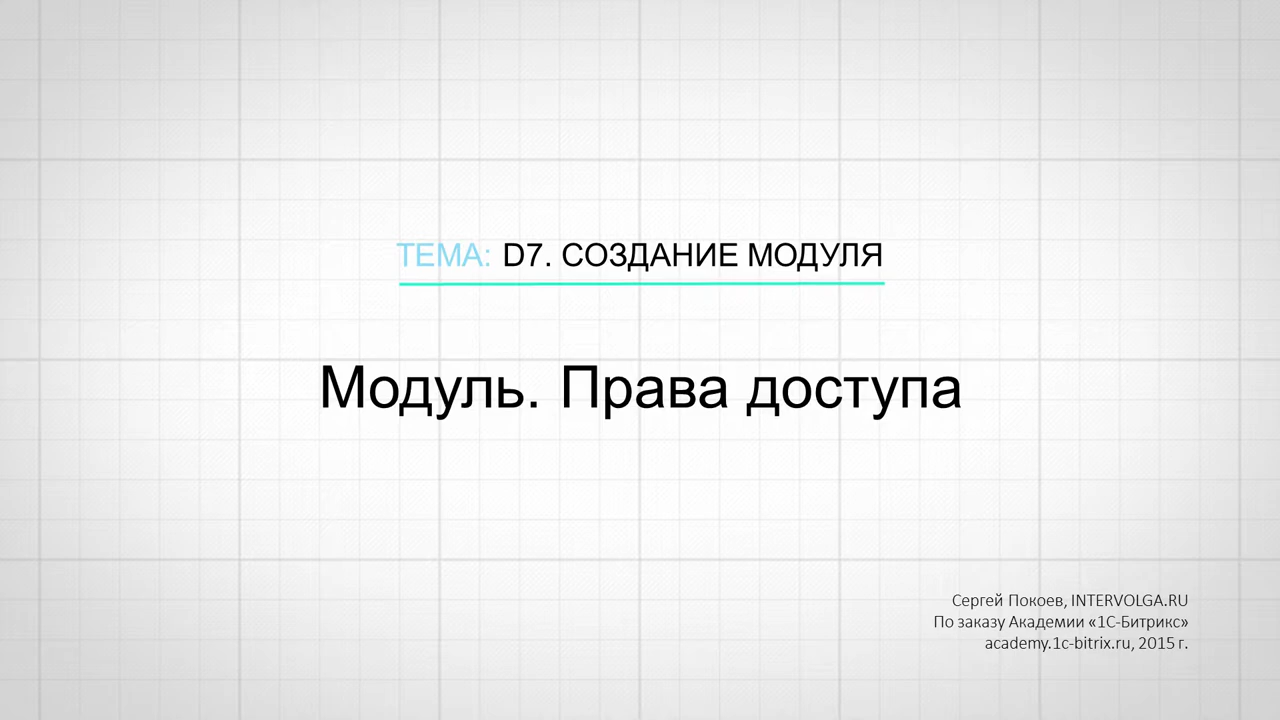 ТЕМА: D7. СОЗДАНИЕ МОДУЛЯ
Модуль. Права доступа
Сергей Покоев, INTERVOLGA.RU
По заказу Академии «1С-Битрикс»
academy.1c-bitrix.ru, 2015 г.